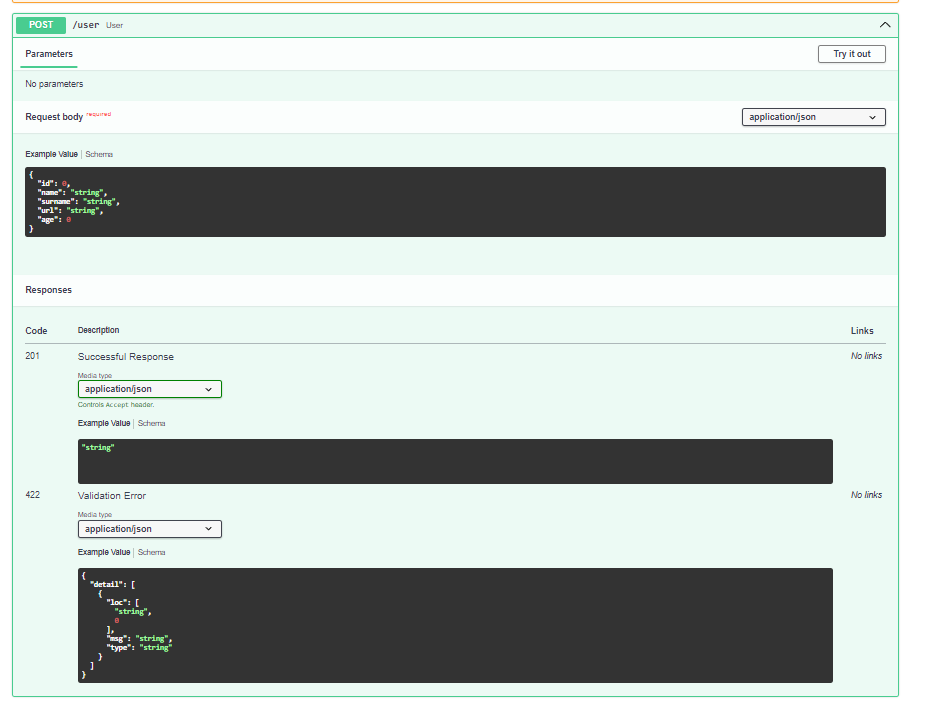 POST /user User
Parameters
Try it out
No parameters
Request body required
application/json
Example Value | Schema
{
  "id": 0,
  "name": "string",
  "surname": "string",
  "url": "string",
  "age": 0
}
Responses
Code Description Links
201 Successful Response No links
Media type
application/json
Controls Accept header.
Example Value | Schema
"string"
422 Validation Error No links
Media type
application/json
Example Value | Schema
{
  "detail": [
    {
      "loc": [
        "string",
        0
      ],
      "msg": "string",
      "type": "string"
    }
  ]
}